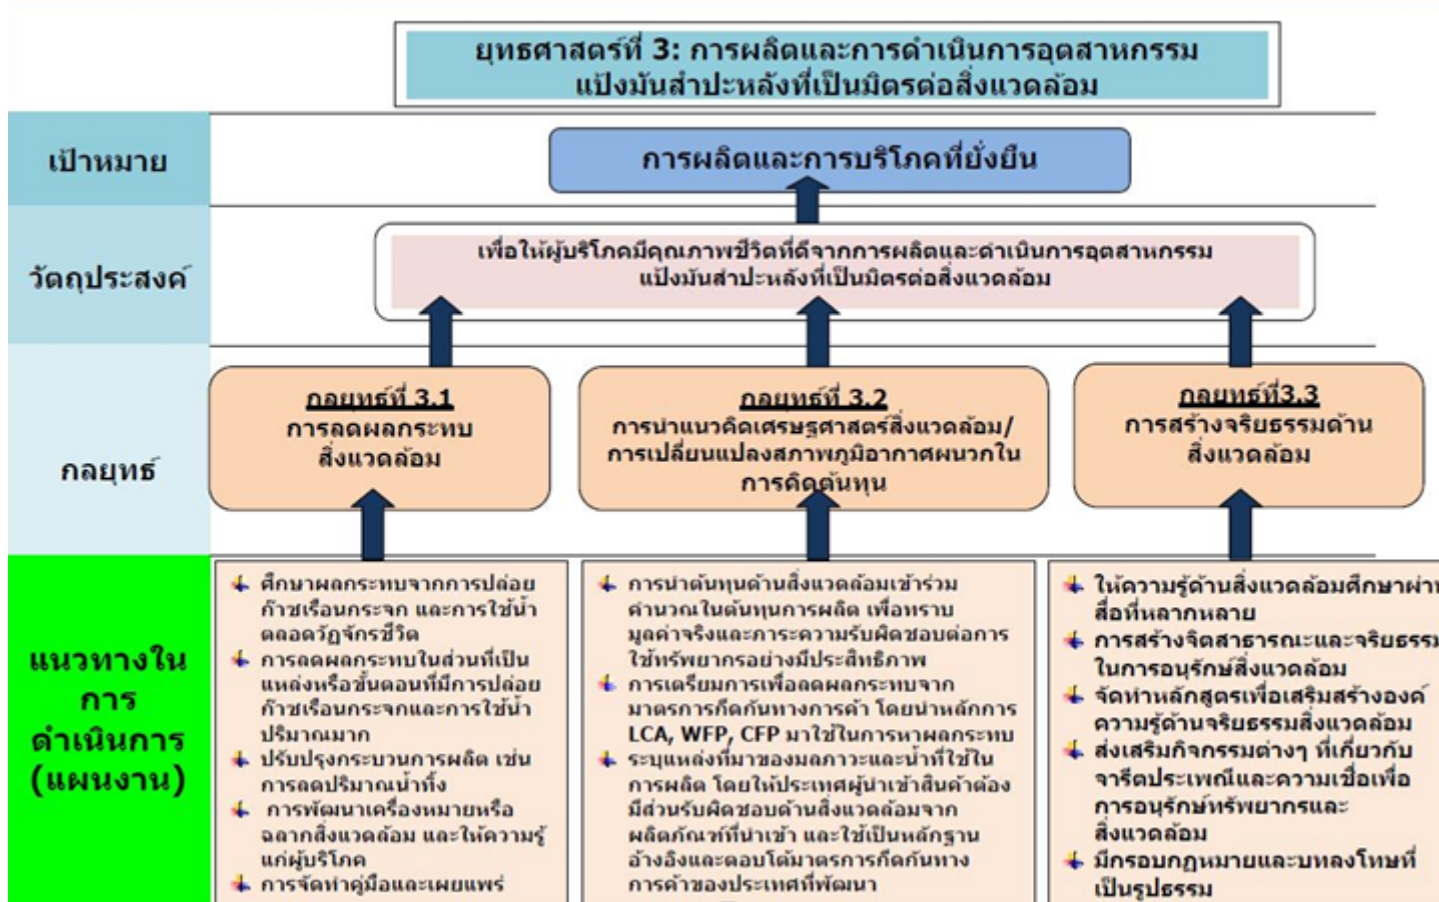 ยุทธศาสตร์ที่ 3: การผลิตและการดำเนินการอุตสาหกรรม
แป้งมันสำปะหลังที่เป็นมิตรต่อสิ่งแวดล้อม
เป้าหมาย
การผลิตและการบริโภคที่ยั่งยืน
วัตถุประสงค์
เพื่อให้ผู้บริโภคมีคุณภาพชีวิตที่ดีจากการผลิตและดำเนินการอุตสาหกรรม
แป้งมันสำปะหลังที่เป็นมิตรต่อสิ่งแวดล้อม
กลยุทธ์
กลยุทธ์ที่ 3.1
การลดผลกระทบ
สิ่งแวดล้อม
กลยุทธ์ที่ 3.2
การนำแนวคิดเศรษฐศาสตร์สิ่งแวดล้อม/
การเปลี่ยนแปลงสภาพภูมิอากาศผนวกใน
การคิดต้นทุน
กลยุทธ์ที่3.3
การสร้างจริยธรรมด้าน
สิ่งแวดล้อม
แนวทางใน
การ
ดำเนินการ
(แผนงาน)
ศึกษาผลกระทบจากการปล่อย
ก๊าซเรือนกระจก และการใช้น้ำ
ตลอดวัฏจักรชีวิต
การลดผลกระทบในส่วนที่เป็น
แหล่งหรือขั้นตอนที่มีการปล่อย
ก๊าซเรือนกระจกและการใช้น้ำ
ปริมาณมาก
ปรับปรุงกระบวนการผลิต เช่น
การลดปริมาณน้ำทิ้ง
การพัฒนาเครื่องหมายหรือ
ฉลากสิ่งแวดล้อม และให้ความรู้
แก่ผู้บริโภค
การจัดทำคู่มือและเผยแพร่
การนำต้นทุนด้านสิ่งแวดล้อมเข้าร่วม
คำนวณในต้นทุนการผลิต เพื่อทราบ
มูลค่าจริงและภาระความรับผิดชอบต่อการ
ใช้ทรัพยากรอย่างมีประสิทธิภาพ
การเตรียมการเพื่อลดผลกระทบจาก
มาตรการกีดกันทางการค้า โดยนำหลักการ
LCA, WFP, CFP มาใช้ในการหาผลกระทบ
ระบุแหล่งที่มาของมลภาวะและน้ำที่ใช้ใน
การผลิต โดยให้ประเทศผู้นำเข้าสินค้าต้อง
มีส่วนรับผิดชอบด้านสิ่งแวดล้อมจาก
ผลิตภัณฑ์ที่นำเข้า และใช้เป็นหลักฐาน
อ้างอิงและตอบโต้มาตรการกีดกันทาง
การค้าของประเทศที่พัฒนา
ให้ความรู้ด้านสิ่งแวดล้อมศึกษาผ่าน
สื่อที่หลากหลาย
การสร้างจิตสาธารณะและจริยธรรม
ในการอนุรักษ์สิ่งแวดล้อม
จัดทำหลักสูตรเพื่อเสริมสร้างองค์
ความรู้ด้านจริยธรรมสิ่งแวดล้อม
ส่งเสริมกิจกรรมต่างๆ ที่เกี่ยวกับ
จารีตประเพณีและความเชื่อเพื่อ
การอนุรักษ์ทรัพยากรและ
สิ่งแวดล้อม
มีกรอบกฎหมายและบทลงโทษที่
เป็นรูปธรรม